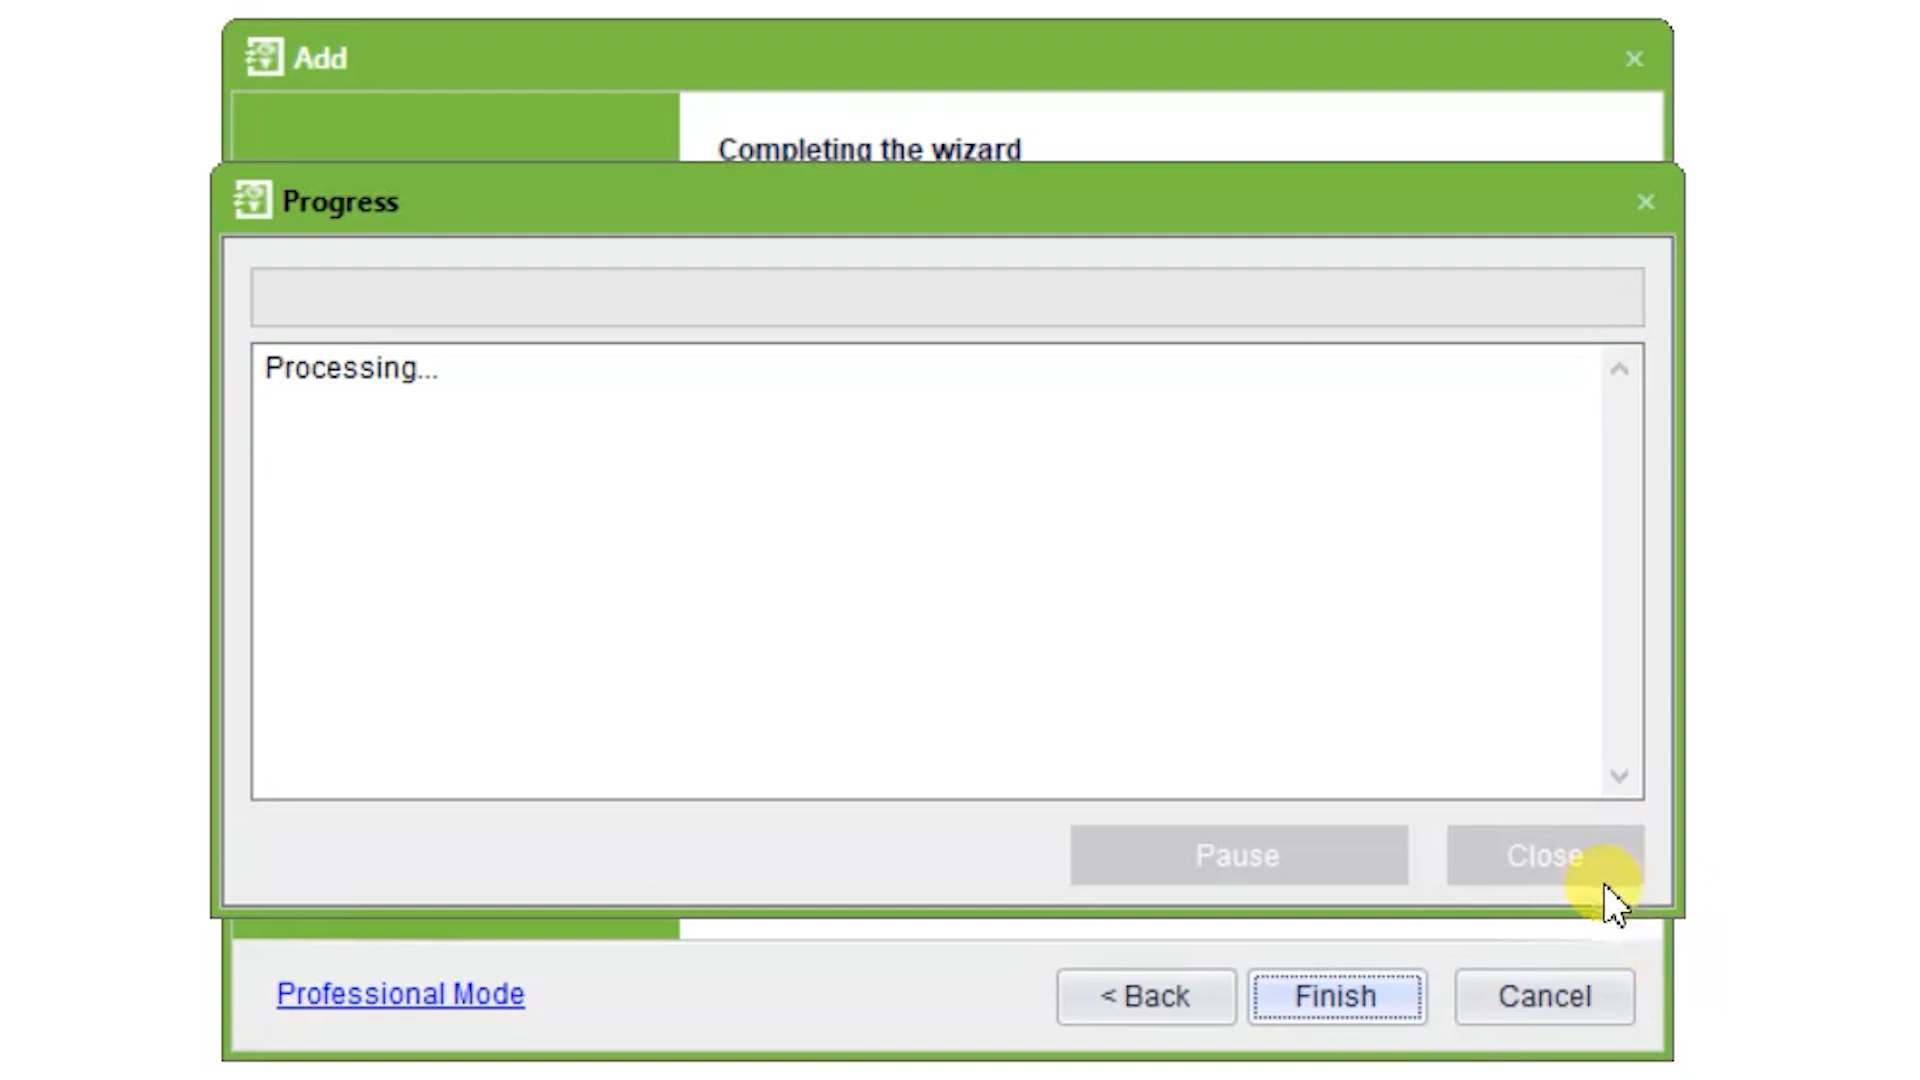 Add
Completing the wizard
Progress
Processing...
Pause
Close
Professional Mode
< Back
Finish
Cancel